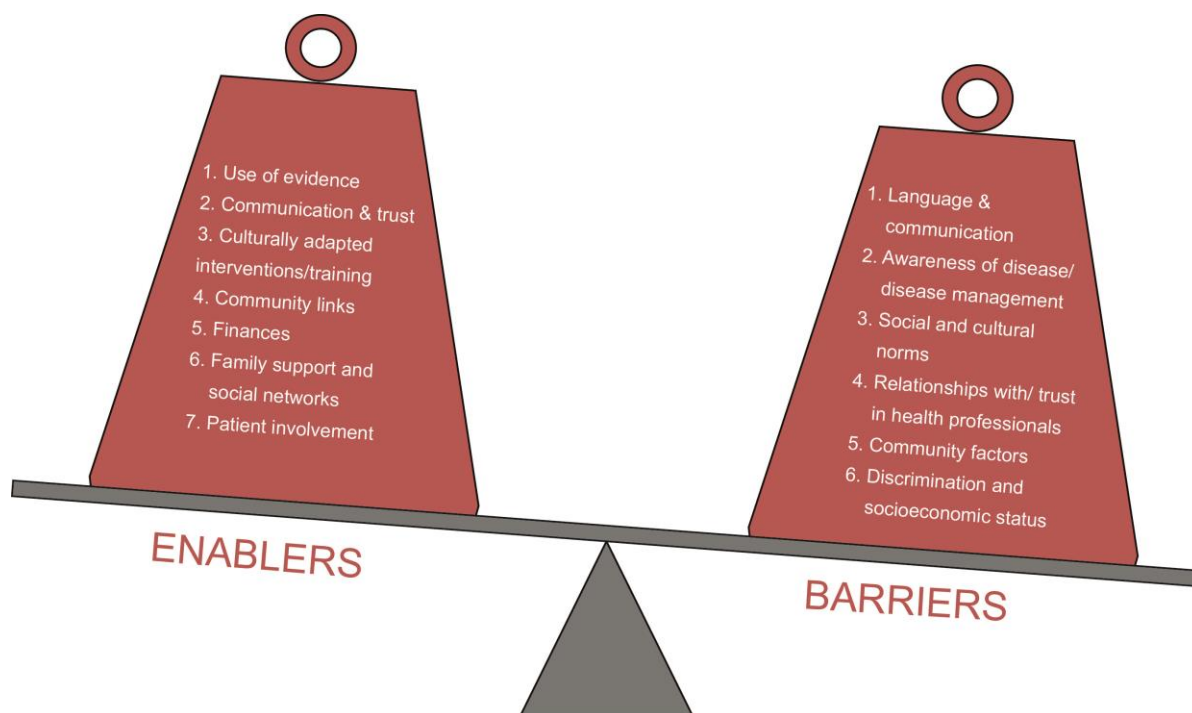 1. Use of evidence
2. Communication & trust
3. Culturally adapted
interventions/training
4. Community links
5. Finances
6. Family support and
social networks
7. Patient involvement
ENABLERS
1. Language &
communication
2. Awareness of disease/
disease management
3. Social and cultural
norms
4. Relationships with/ trust
in health professionals
5. Community factors
6. Discrimination and
socioeconomic status
BARRIERS